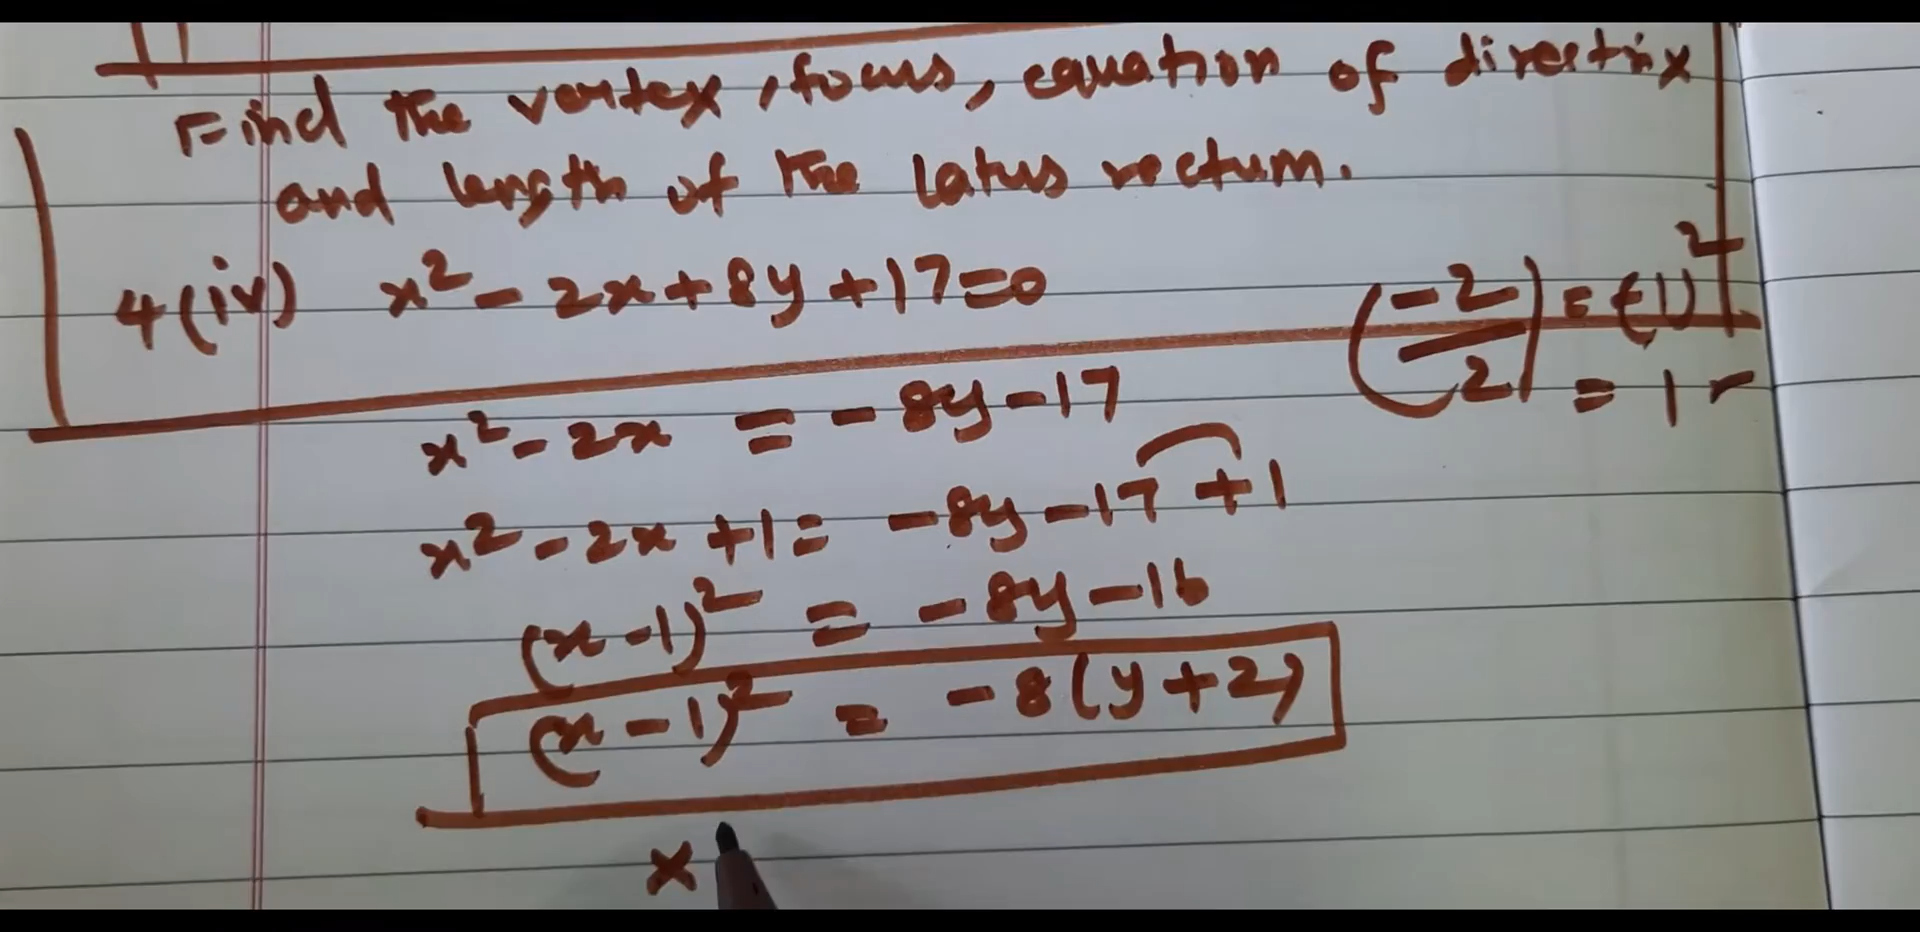 Find the vertex, focus, equation of directrix
and length of the latus rectum.
4(iv) x² - 2x + 8y + 17 = 0
(-2/2) = (-1)²
= 1
x² - 2x = - 8y - 17
x² - 2x + 1 = - 8y - 17 + 1
(x - 1)² = - 8y - 16
(x - 1)² = - 8(y + 2)
x